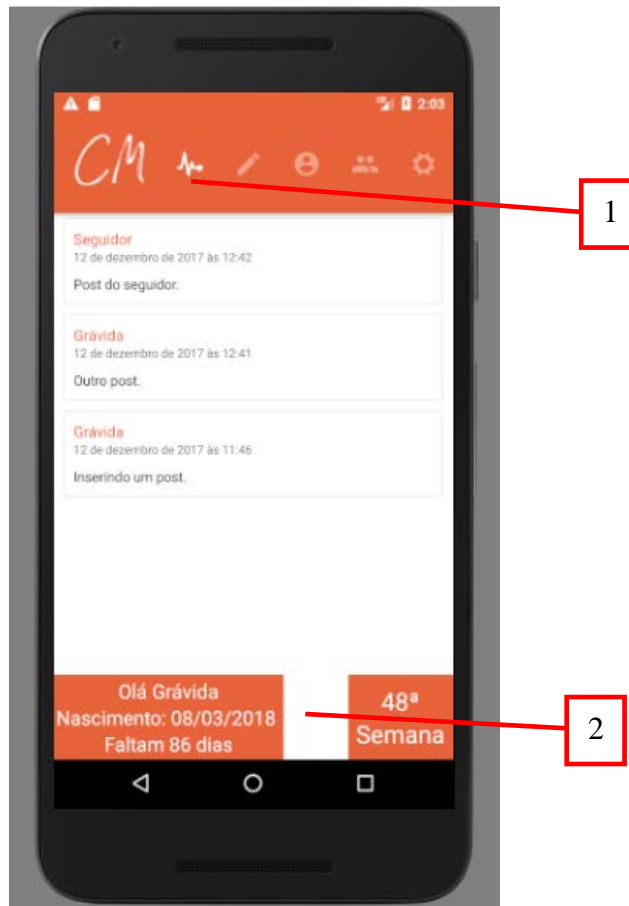 2:03
CM
Seguidor
12 de dezembro de 2017 às 12:42
Post do seguidor.
Grávida
12 de dezembro de 2017 às 12:41
Outro post.
Grávida
12 de dezembro de 2017 às 11:46
Inserindo um post.
Olá Grávida
Nascimento: 08/03/2018
Faltam 86 dias
48ª
Semana
1
2